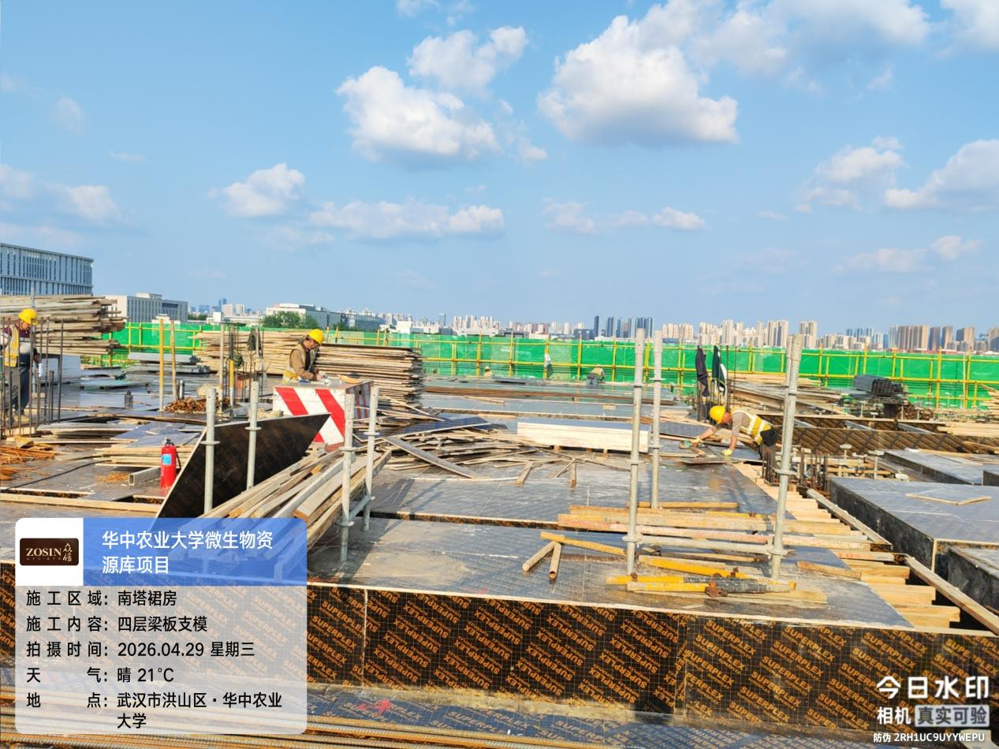 ZOSIN众信
华中农业大学微生物资
源库项目
施工区域：南塔裙房
施工内容：四层梁板支模
拍摄时间：2026.04.29 星期三
天气：晴 21℃
地点：武汉市洪山区·华中农业
大学
SUPERPLEX
今日水印
相机真实可验
防伪 2RH1UC9UYYWEPU